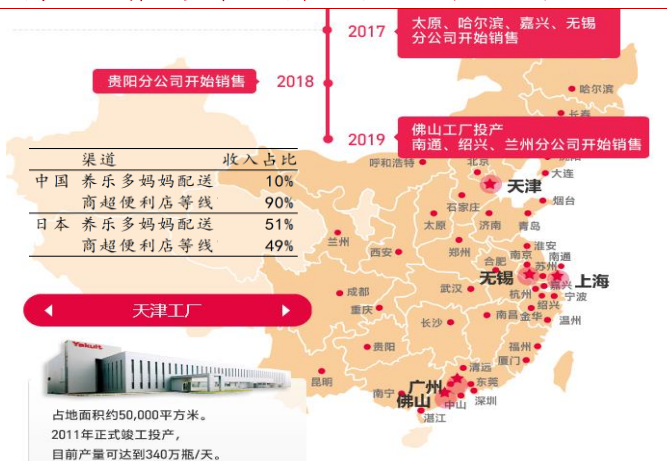 2017
太原、哈尔滨、嘉兴、无锡
分公司开始销售
贵阳分公司开始销售
2018
2019
佛山工厂投产
南通、绍兴、兰州分公司开始销售
渠道 收入占比
中国 养乐多妈妈配送 10%
商超便利店等线 90%
日本 养乐多妈妈配送 51%
商超便利店等线 49%
哈尔滨
长春
呼和浩特
北京
大连
天津
石家庄
烟台
太原
济南
青岛
兰州
西安
郑州
淮安
南京
南通
合肥
苏州
无锡
上海
嘉兴
成都
武汉
杭州
宁波
重庆
绍兴
长沙
南昌
金华
温州
贵阳
福州
厦门
昆明
清远
广州
东莞
佛山
南宁
中山
深圳
湛江
天津工厂
Yakult
占地面积约50,000平方米。
2011年正式竣工投产，
目前产量可达到340万瓶/天。